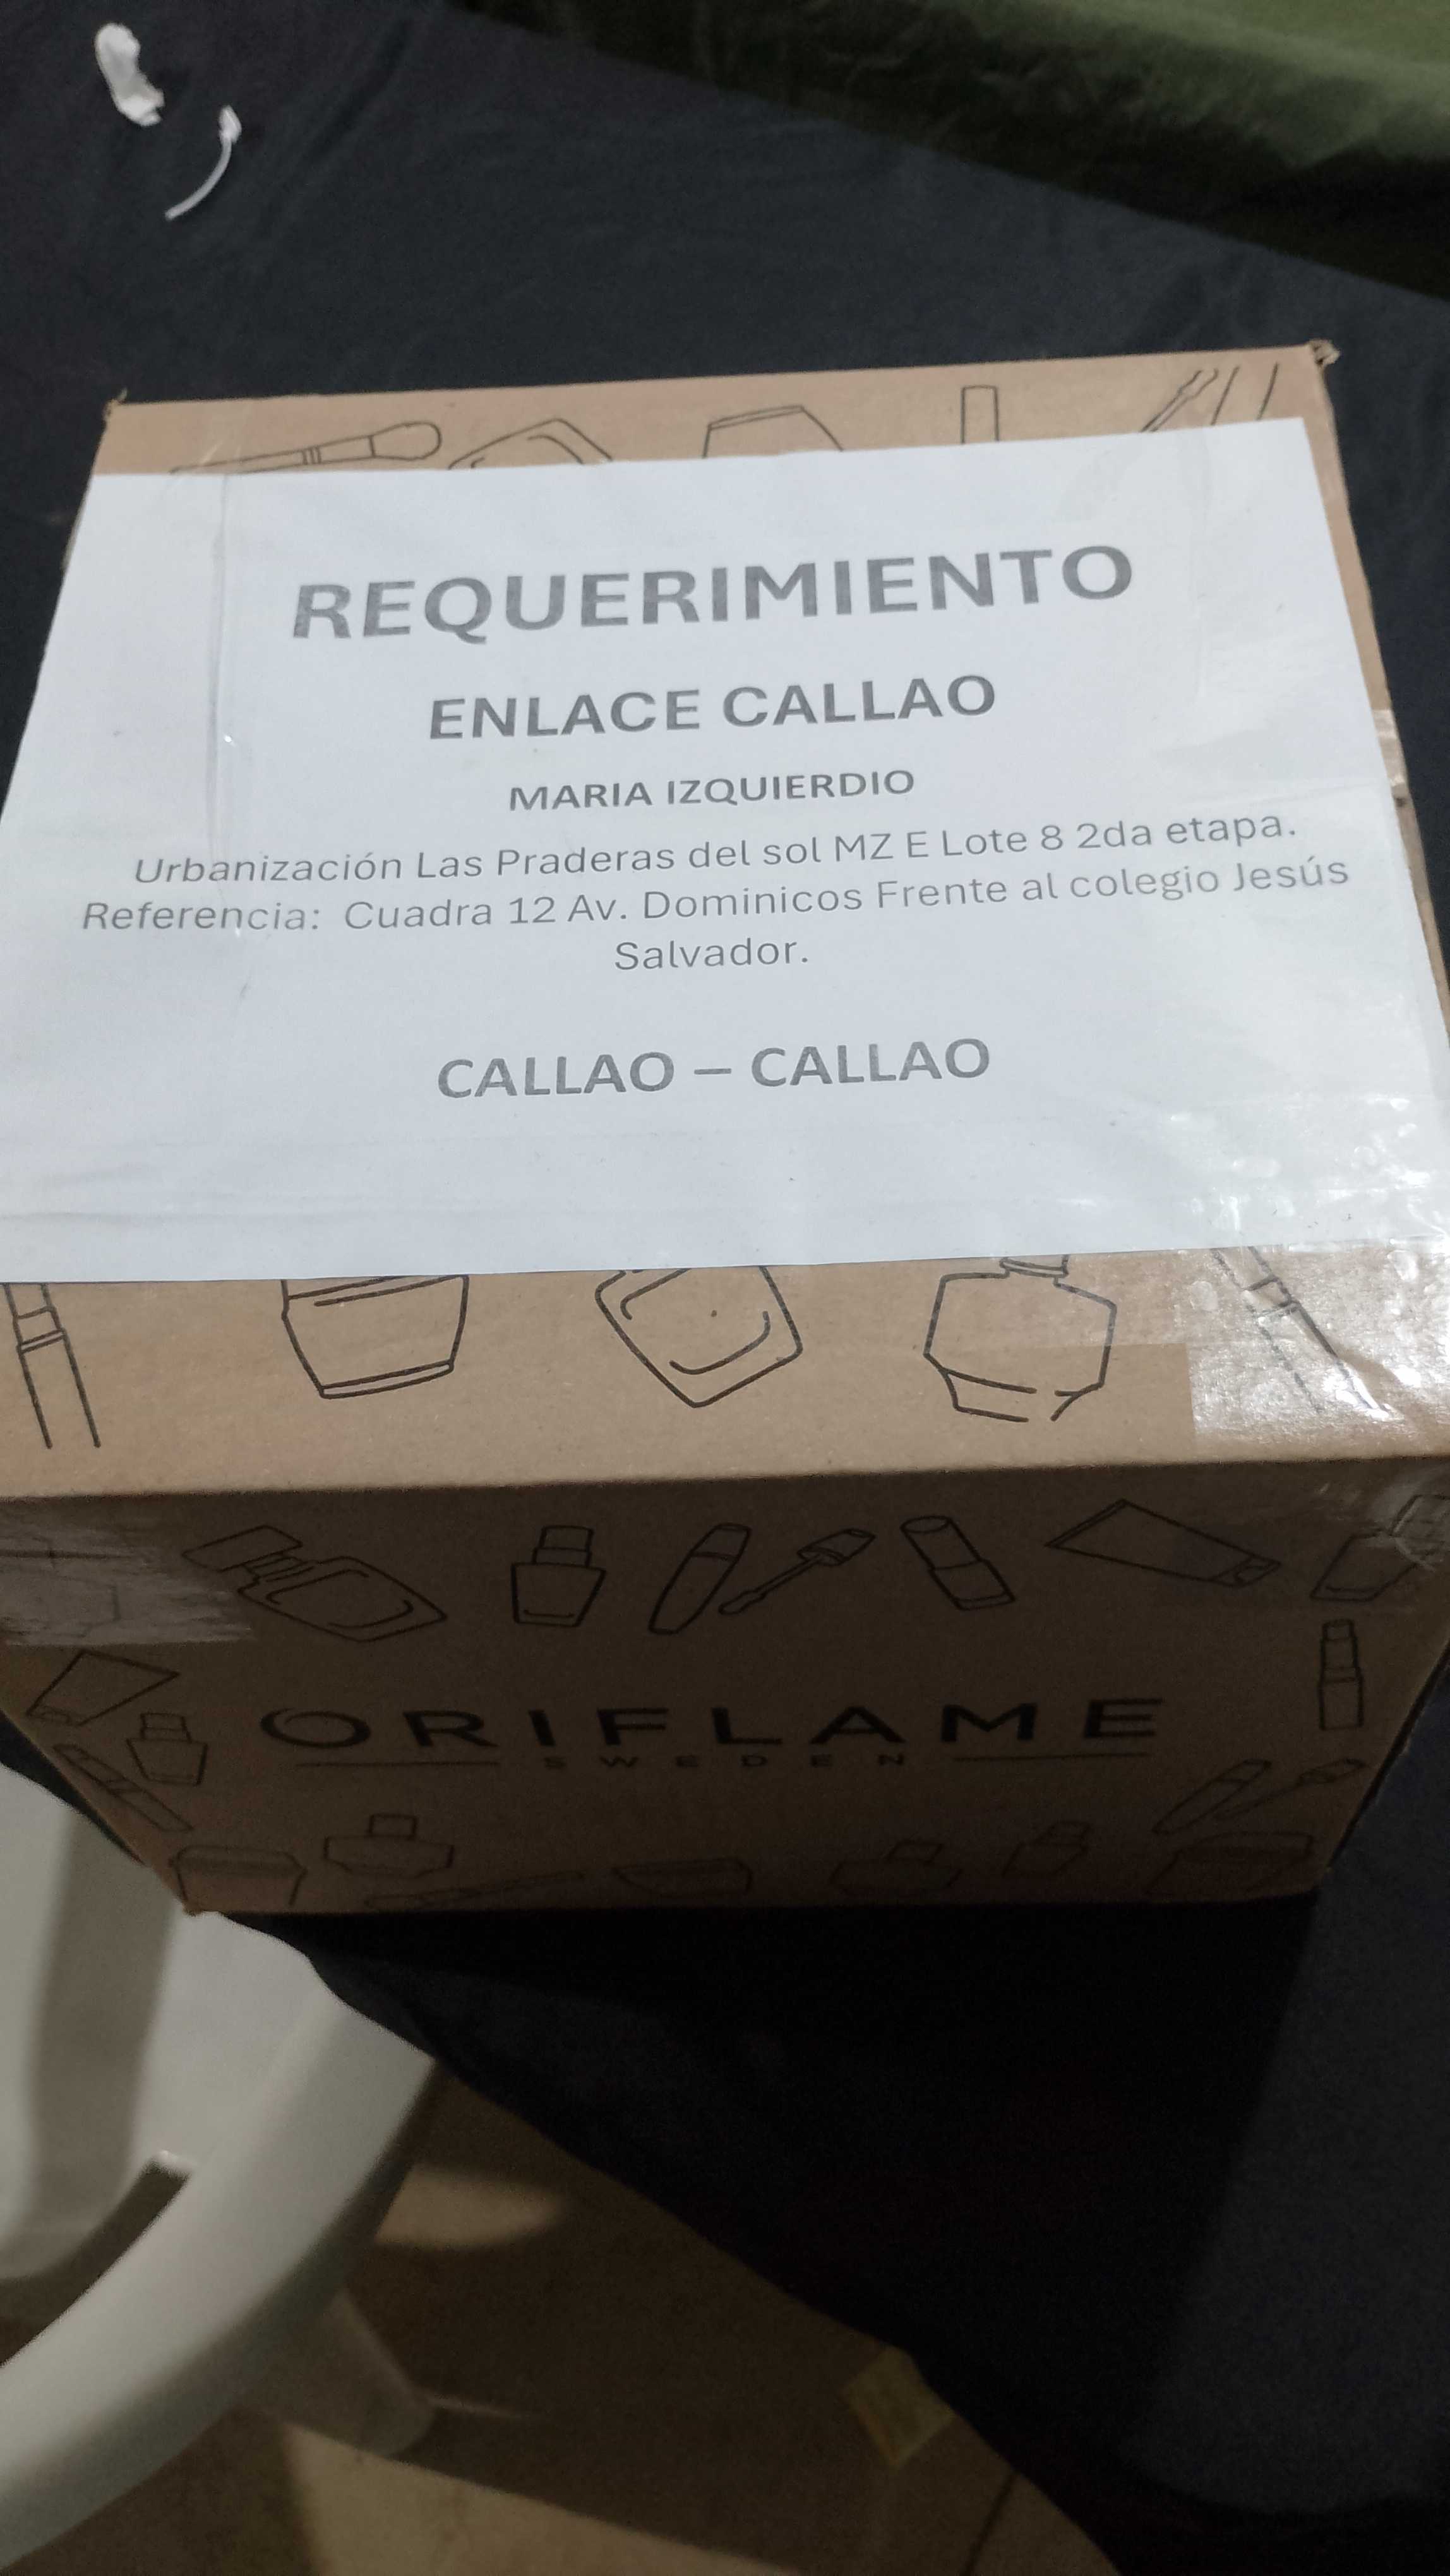 REQUERIMIENTO
ENLACE CALLAO
MARIA IZQUIERDIO
Urbanización Las Praderas del sol MZ E Lote 8 2da etapa.
Referencia: Cuadra 12 Av. Dominicos Frente al colegio Jesús
Salvador.
CALLAO – CALLAO
ORIFLAME
SWEDEN